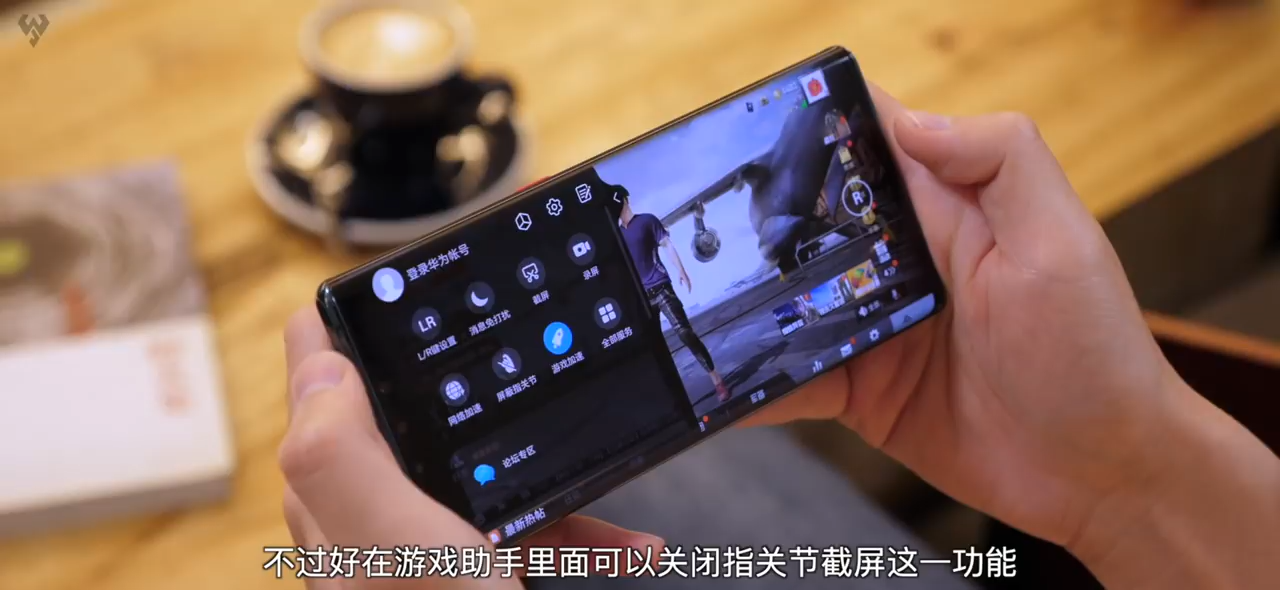 登录华为帐号
LR
L/R键设置
消息免打扰
截屏
录屏
网络加速
屏蔽指关节
游戏加速
全部服务
论坛专区
最新热帖
R
不过好在游戏助手里面可以关闭指关节截屏这一功能